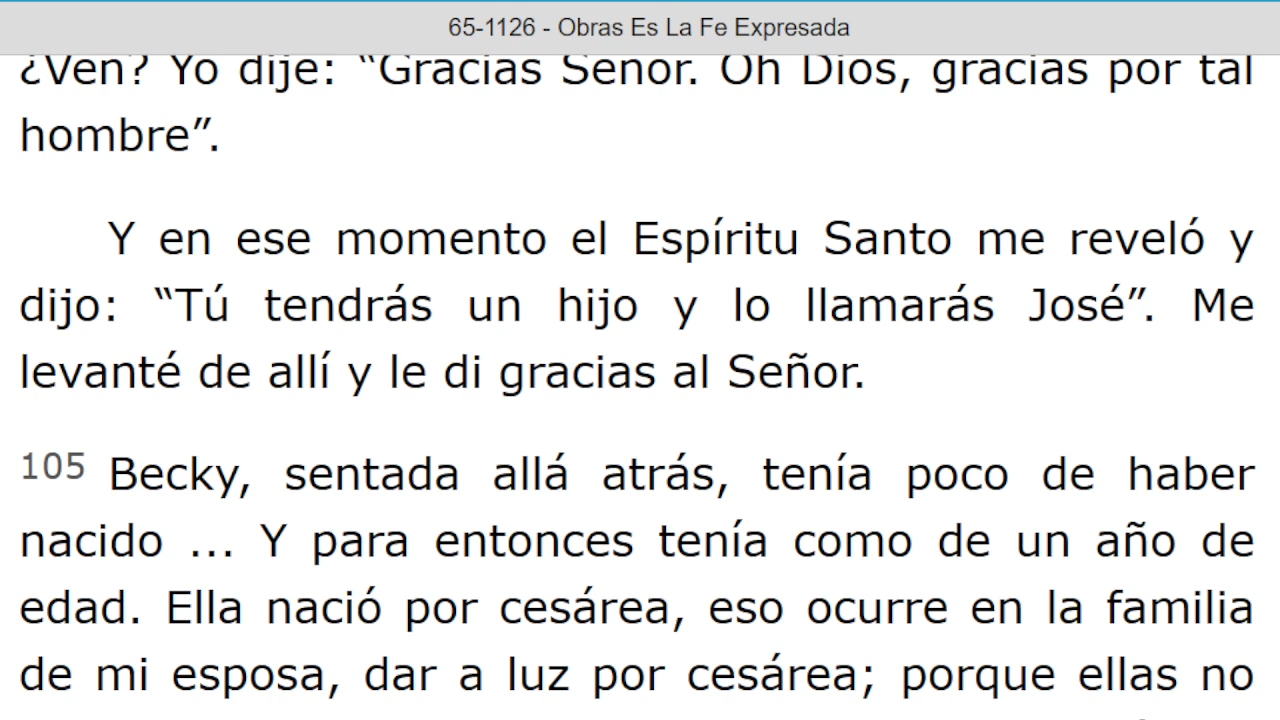 65-1126 - Obras Es La Fe Expresada
¿Ven? Yo dije: “Gracias Señor. Oh Dios, gracias por tal
hombre”.
Y en ese momento el Espíritu Santo me reveló y
dijo: “Tú tendrás un hijo y lo llamarás José”. Me
levanté de allí y le di gracias al Señor.
105 Becky, sentada allá atrás, tenía poco de haber
nacido ... Y para entonces tenía como de un año de
edad. Ella nació por cesárea, eso ocurre en la familia
de mi esposa, dar a luz por cesárea; porque ellas no